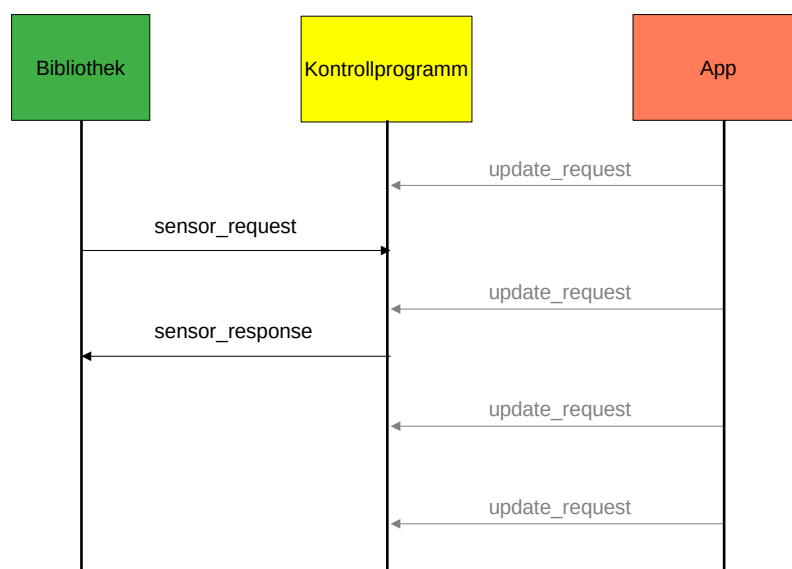 Bibliothek
Kontrollprogramm
App
update_request
sensor_request
update_request
sensor_response
update_request
update_request